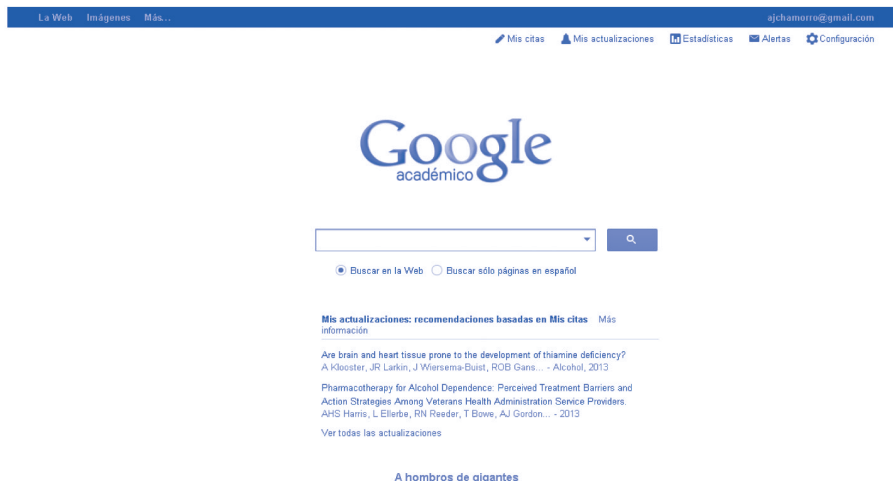 La Web Imágenes Más...
ajchamorro@gmail.com
Mis citas Mis actualizaciones Estadísticas Alertas Configuración
Google
académico
Buscar en la Web Buscar sólo páginas en español
Mis actualizaciones: recomendaciones basadas en Mis citas Más
información
Are brain and heart tissue prone to the development of thiamine deficiency?
A Klooster, JR Larkin, J Wiersema-Buist, ROB Gans... - Alcohol, 2013
Pharmacotherapy for Alcohol Dependence: Perceived Treatment Barriers and
Action Strategies Among Veterans Health Administration Service Providers.
AHS Harris, L Ellerbe, RN Reeder, T Bowe, AJ Gordon... - 2013
Ver todas las actualizaciones
A hombros de gigantes